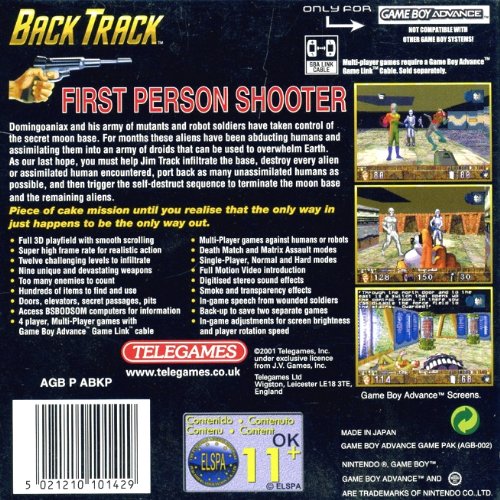 BACK TRACK
ONLY FOR
GAME BOY ADVANCE™
NOT COMPATIBLE WITH
OTHER GAME BOY SYSTEMS!
GBA LINK
CABLE
Multi-player games require a Game Boy Advance™
Game Link™ Cable. Sold separately.
FIRST PERSON SHOOTER
Domingoaniax and his army of mutants and robot soldiers have taken control of
the secret moon base. For months these aliens have been abducting humans and
assimilating them into an army of droids that can be used to overwhelm Earth.
As our last hope, you must help Jim Track infiltrate the base, destroy every alien
or assimilated human encountered, port back as many unassimilated humans as
possible, and then trigger the self-destruct sequence to terminate the moon base
and the remaining aliens.
Piece of cake mission until you realise that the only way in
just happens to be the only way out.
• Full 3D playfield with smooth scrolling
• Super high frame rate for realistic action
• Twelve challenging levels to infiltrate
• Nine unique and devastating weapons
• Too many enemies to count
• Hundreds of items to find and use
• Doors, elevators, secret passages, pits
• Access BSBODSOM computers for information
• 4 player, Multi-Player games with
Game Boy Advance™ Game Link™ cable
• Multi-Player games against humans or robots
• Death Match and Matrix Assault modes
• Single-Player, Normal and Hard modes
• Full Motion Video introduction
• Digitised stereo sound effects
• Smoke and transparency effects
• In-game speech from wounded soldiers
• Back-up to save two separate games
• In-game adjustments for screen brightness
and player rotation speed
128 150 30
Game Boy Advance™ Screens.
TELEGAMES
www.telegames.co.uk
©2001 Telegames, Inc.
under exclusive licence
from J.V. Games, Inc.
Telegames Ltd
Wigston, Leicester LE18 3TE,
England
AGB P ABKP
5 021210 101429
Contenido • Contenuto
Contenu • Content
ELSPA
OK
11+
© ELSPA
MADE IN JAPAN
GAME BOY ADVANCE GAME PAK (AGB-002)
NINTENDO®, GAME BOY™,
GAME BOY ADVANCE™ AND
ARE TRADEMARKS OF NINTENDO CO., LTD.